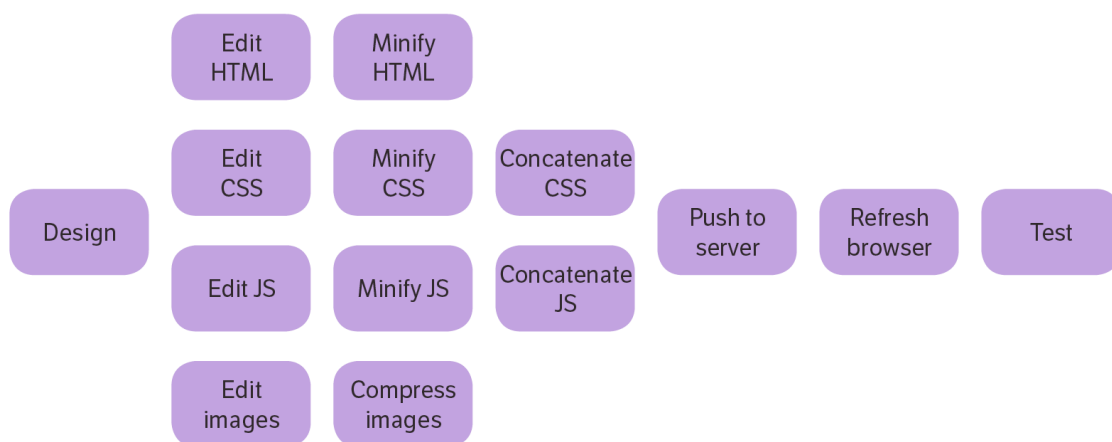 Design
Edit
HTML
Minify
HTML
Edit
CSS
Minify
CSS
Concatenate
CSS
Edit JS
Minify JS
Concatenate
JS
Edit
images
Compress
images
Push to
server
Refresh
browser
Test